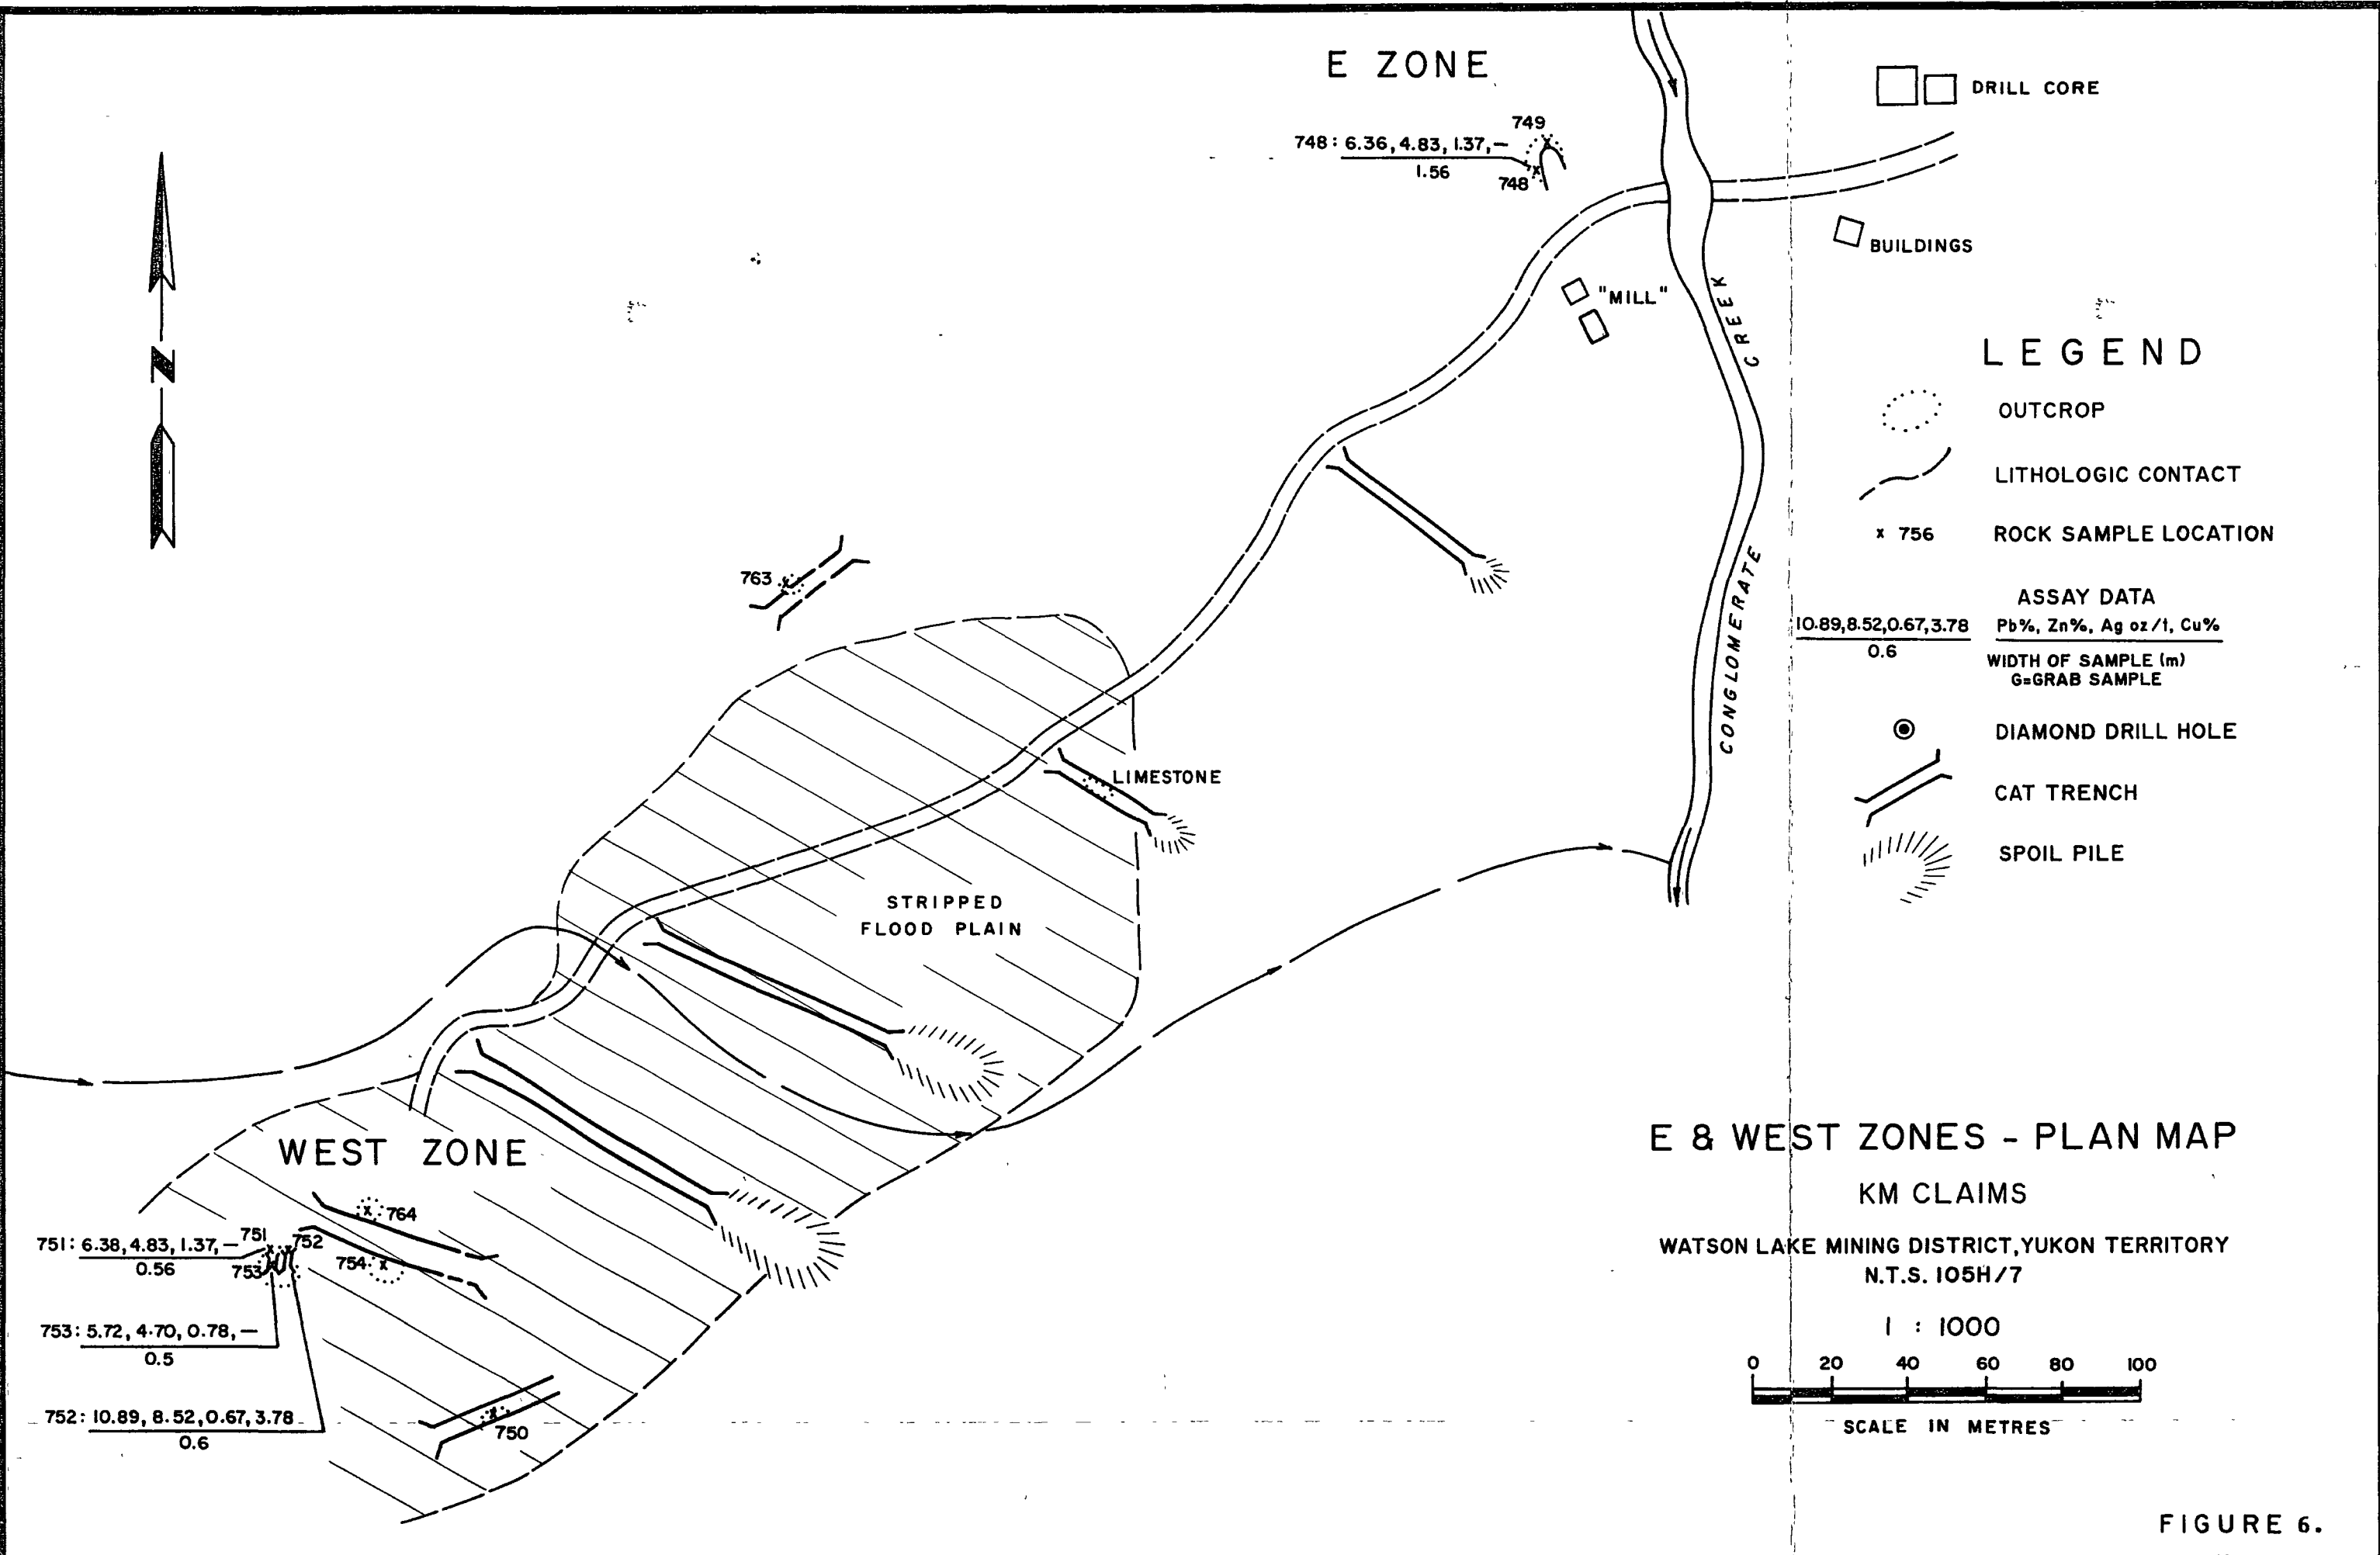 E ZONE
DRILL CORE
749
748: 6.36, 4.83, 1.37, —
1.56
748
BUILDINGS
"MILL"
CONGLOMERATE CREEK
N
LEGEND
OUTCROP
LITHOLOGIC CONTACT
x 756 ROCK SAMPLE LOCATION
ASSAY DATA
10.89,8.52,0.67,3.78 Pb%, Zn%, Ag oz/t, Cu%
0.6
WIDTH OF SAMPLE (m)
G=GRAB SAMPLE
DIAMOND DRILL HOLE
CAT TRENCH
SPOIL PILE
763
LIMESTONE
STRIPPED
FLOOD PLAIN
WEST ZONE
764
751
752
751: 6.38, 4.83, 1.37, —
0.56
753
754
753: 5.72, 4.70, 0.78, —
0.5
752: 10.89, 8.52, 0.67, 3.78
0.6
750
E & WEST ZONES - PLAN MAP
KM CLAIMS
WATSON LAKE MINING DISTRICT, YUKON TERRITORY
N.T.S. 105H/7
1 : 1000
0 20 40 60 80 100
SCALE IN METRES
FIGURE 6.